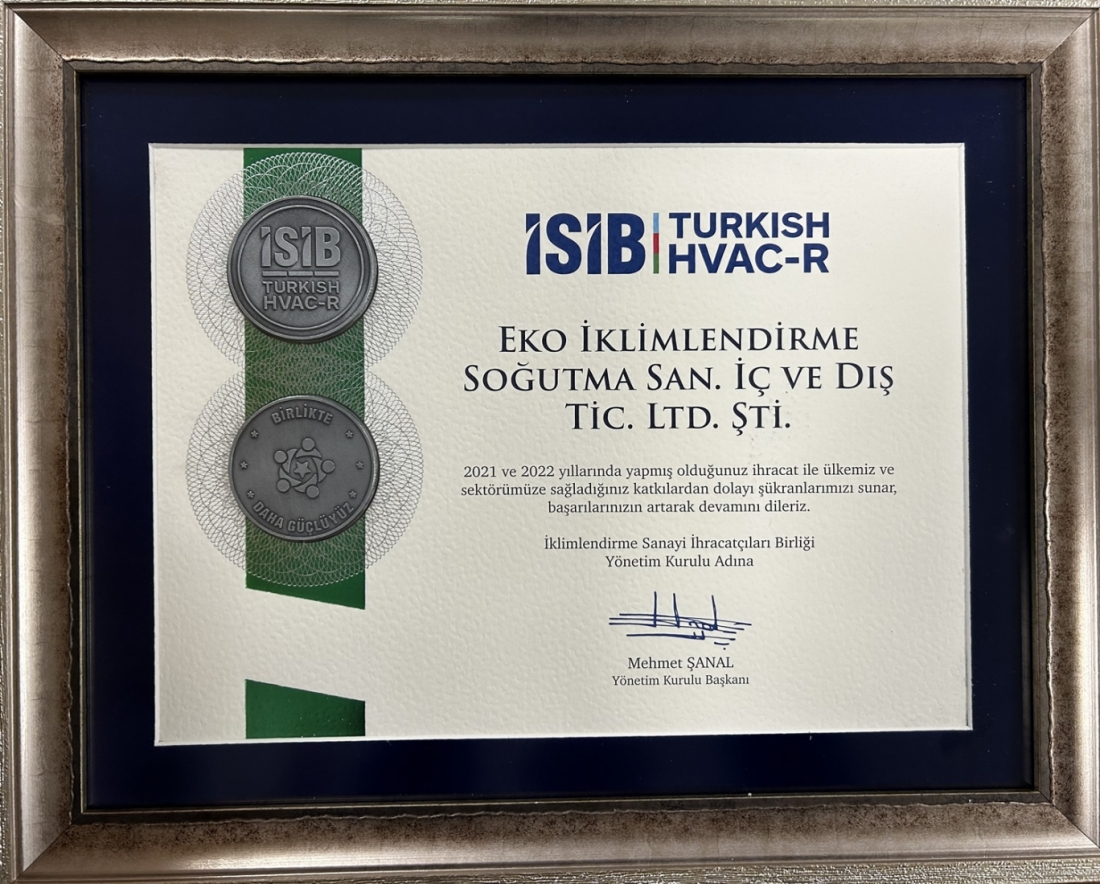 İSİB
TURKISH
HVAC-R
BİRLİKTE
DAHA GÜÇLÜYÜZ
İSİB TURKISH
HVAC-R
EKO İKLİMLENDİRME
SOĞUTMA SAN. İÇ VE DIŞ
TİC. LTD. ŞTİ.
2021 ve 2022 yıllarında yapmış olduğunuz ihracat ile ülkemiz ve
sektörümüze sağladığınız katkılardan dolayı şükranlarımızı sunar,
başarılarınızın artarak devamını dileriz.
İklimlendirme Sanayi İhracatçıları Birliği
Yönetim Kurulu Adına
Mehmet ŞANAL
Yönetim Kurulu Başkanı